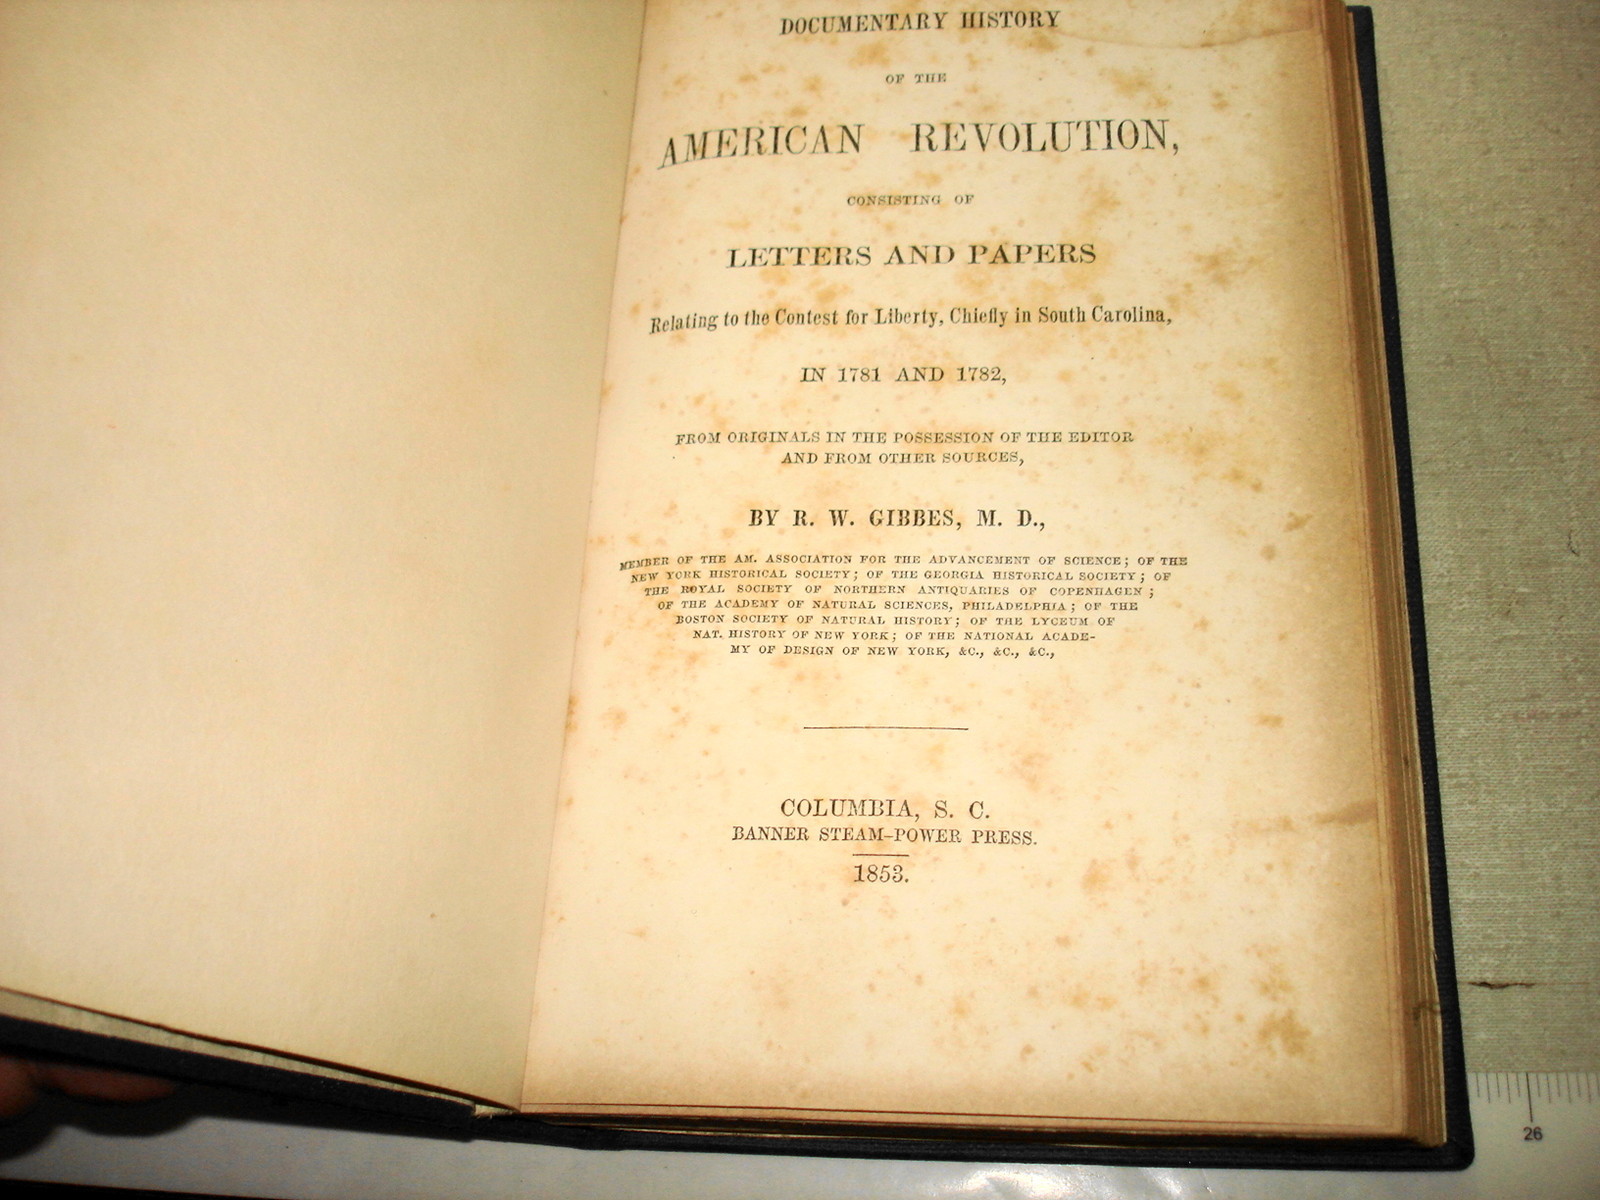 DOCUMENTARY HISTORY
OF THE
AMERICAN REVOLUTION,
CONSISTING OF
LETTERS AND PAPERS
Relating to the Contest for Liberty, Chiefly in South Carolina,
IN 1781 AND 1782,
FROM ORIGINALS IN THE POSSESSION OF THE EDITOR
AND FROM OTHER SOURCES,
BY R. W. GIBBES, M. D.,
MEMBER OF THE AM. ASSOCIATION FOR THE ADVANCEMENT OF SCIENCE; OF THE
NEW YORK HISTORICAL SOCIETY; OF THE GEORGIA HISTORICAL SOCIETY; OF
THE ROYAL SOCIETY OF NORTHERN ANTIQUARIES OF COPENHAGEN;
OF THE ACADEMY OF NATURAL SCIENCES, PHILADELPHIA; OF THE
BOSTON SOCIETY OF NATURAL HISTORY; OF THE LYCEUM OF
NAT. HISTORY OF NEW YORK; OF THE NATIONAL ACADE-
MY OF DESIGN OF NEW YORK, &C., &C., &C.,
COLUMBIA, S. C.
BANNER STEAM-POWER PRESS.
1853.
26